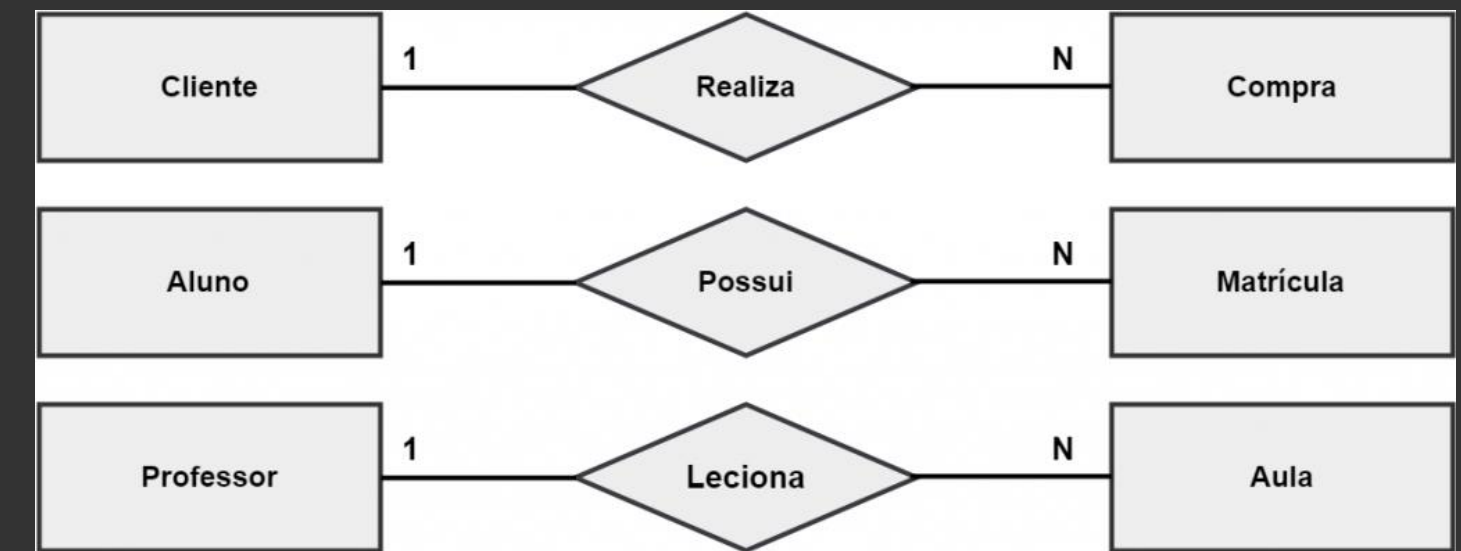 1 N
Cliente Realiza Compra
1 N
Aluno Possui Matrícula
1 N
Professor Leciona Aula